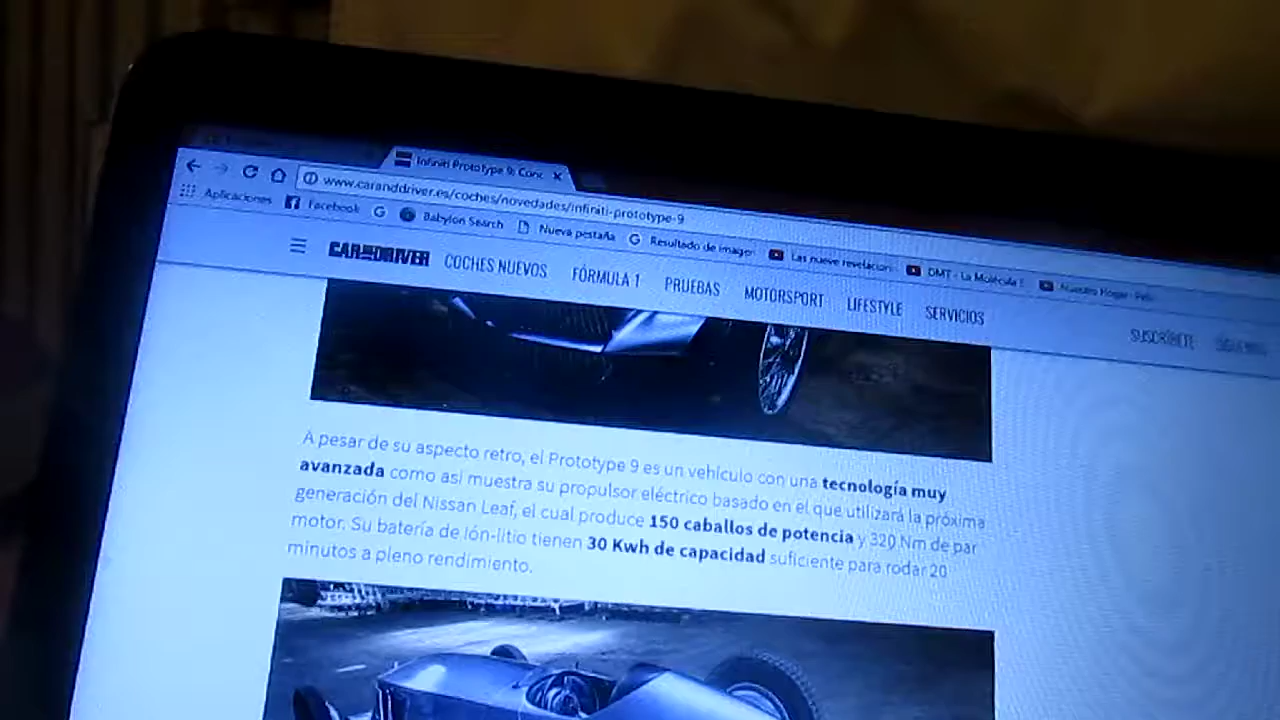 Infiniti Prototype 9: Conc
www.caranddriver.es/coches/novedades/infiniti-prototype-9
Aplicaciones Facebook Babylon Search Nueva pestaña Resultado de imagen Las nueve revelacion DMT - La Molécula E Nuestro Hogar - Peli
CAR AND DRIVER COCHES NUEVOS FÓRMULA 1 PRUEBAS MOTORSPORT LIFESTYLE SERVICIOS SUSCRÍBETE
A pesar de su aspecto retro, el Prototype 9 es un vehículo con una tecnología muy
avanzada como así muestra su propulsor eléctrico basado en el que utilizará la próxima
generación del Nissan Leaf, el cual produce 150 caballos de potencia y 320 Nm de par
motor. Su batería de Ión-litio tienen 30 Kwh de capacidad suficiente para rodar 20
minutos a pleno rendimiento.